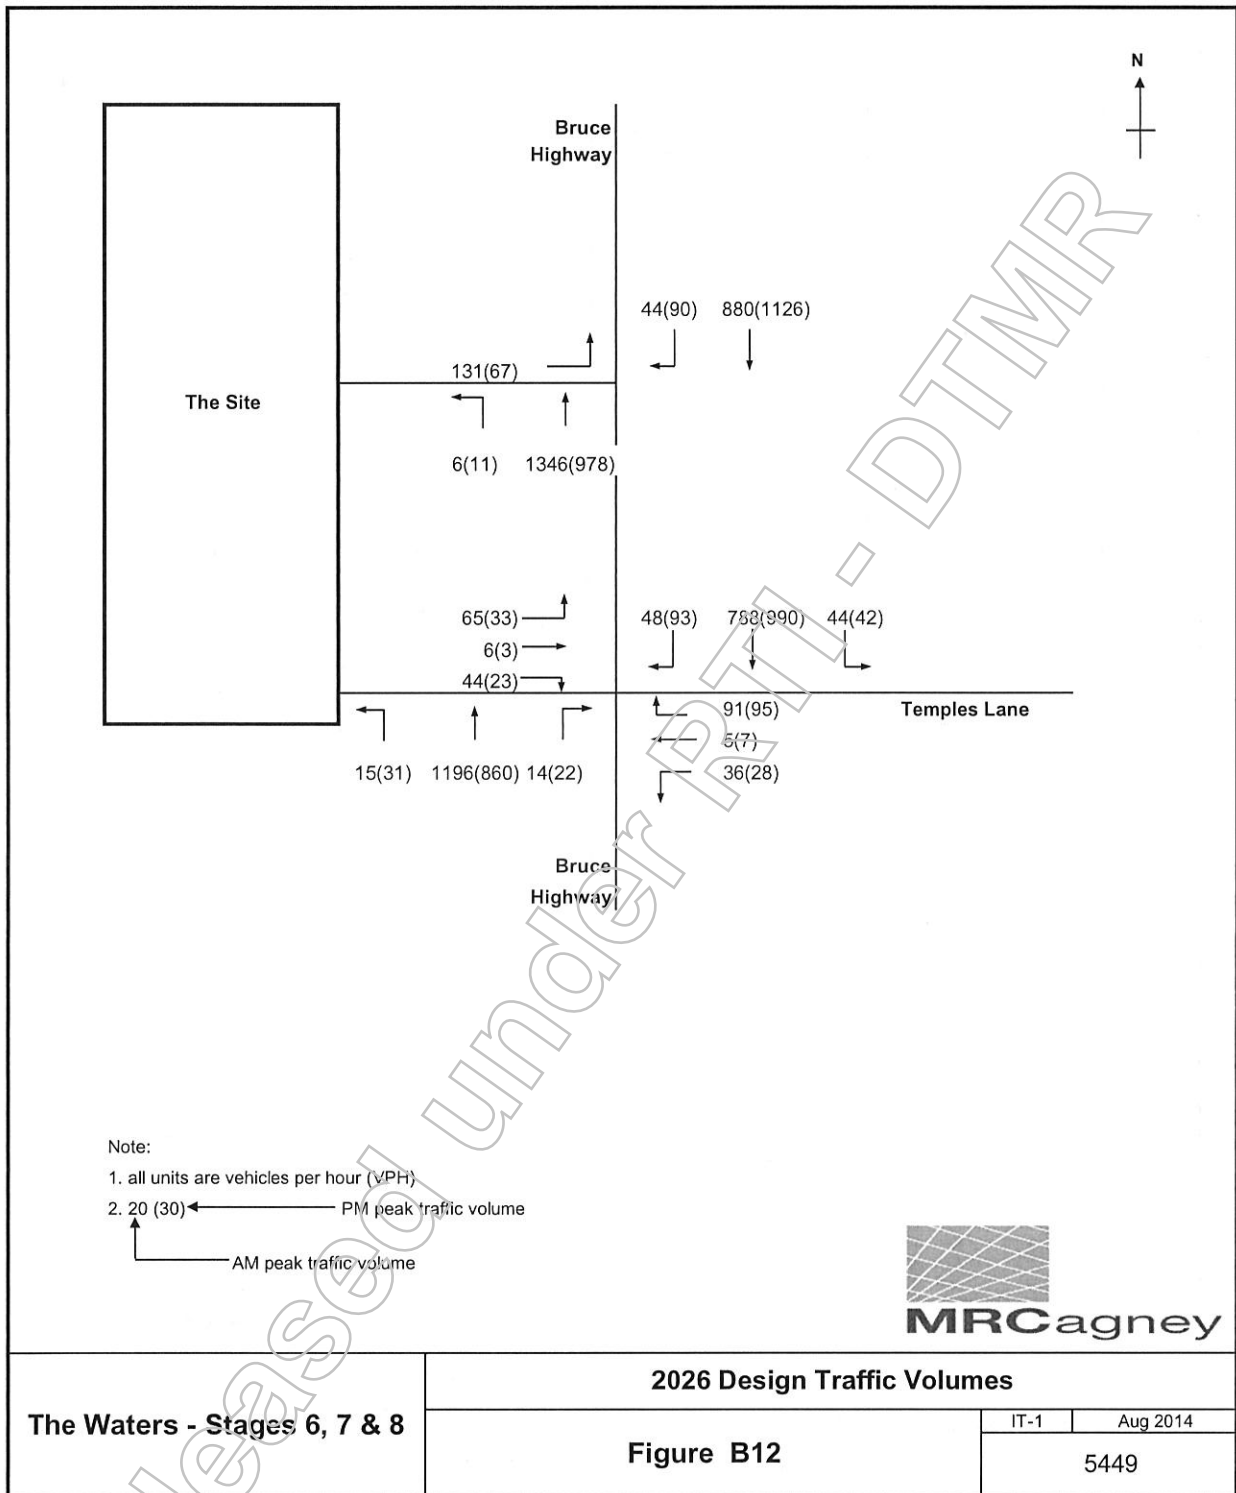 N
Bruce
Highway
44(90) 880(1126)
131(67)
The Site
6(11) 1346(978)
65(33) 48(93) 788(990) 44(42)
6(3)
44(23)
91(95) Temples Lane
5(7)
15(31) 1196(860) 14(22) 36(28)
Bruce
Highway
Note:
1. all units are vehicles per hour (VPH)
2. 20 (30) PM peak traffic volume
AM peak traffic volume
MRCagney
The Waters - Stages 6, 7 & 8
2026 Design Traffic Volumes
Figure B12
IT-1 Aug 2014
5449
leased under RTI - DTMR